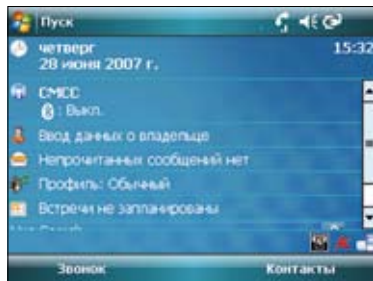 Пуск
четверг 15:32
28 июня 2007 г.
CMCC
: Выкл.
Ввод данных о владельце
Непрочитанных сообщений нет
Профиль: Обычный
Встречи не запланированы
Звонок Контакты